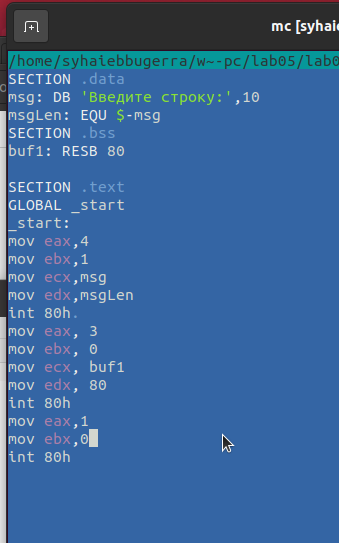 mc [syhaie
/home/syhaiebbugerra/w~-pc/lab05/lab0
SECTION .data
msg: DB 'Введите строку:',10
msgLen: EQU $-msg
SECTION .bss
buf1: RESB 80
SECTION .text
GLOBAL _start
_start:
mov eax,4
mov ebx,1
mov ecx,msg
mov edx,msgLen
int 80h.
mov eax, 3
mov ebx, 0
mov ecx, buf1
mov edx, 80
int 80h
mov eax,1
mov ebx,0
int 80h